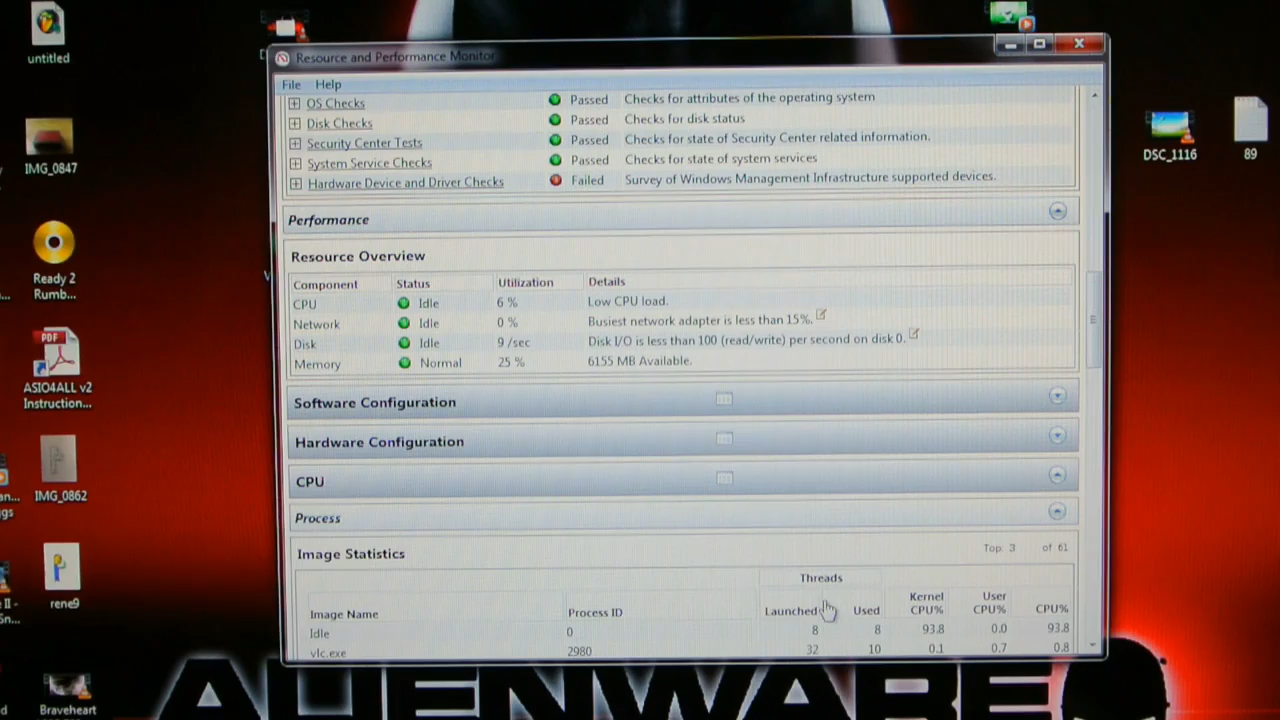 untitled
IMG_0847
Ready 2
Rumb...
PDF
ASIO4ALL v2
Instruction...
IMG_0862
rene9
Braveheart
DSC_1116
89
Resource and Performance Monitor
File Help
OS Checks Passed Checks for attributes of the operating system
Disk Checks Passed Checks for disk status
Security Center Tests Passed Checks for state of Security Center related information.
System Service Checks Passed Checks for state of system services
Hardware Device and Driver Checks Failed Survey of Windows Management Infrastructure supported devices.
Performance
Resource Overview
Component Status Utilization Details
CPU Idle 6 % Low CPU load.
Network Idle 0 % Busiest network adapter is less than 15%.
Disk Idle 9 /sec Disk I/O is less than 100 (read/write) per second on disk 0.
Memory Normal 25 % 6155 MB Available.
Software Configuration
Hardware Configuration
CPU
Process
Image Statistics Top: 3 of 61
Threads
Image Name Process ID Launched Used Kernel CPU% User CPU% CPU%
Idle 0 8 8 93.8 0.0 93.8
vlc.exe 2980 32 10 0.1 0.7 0.8
ALIENWARE